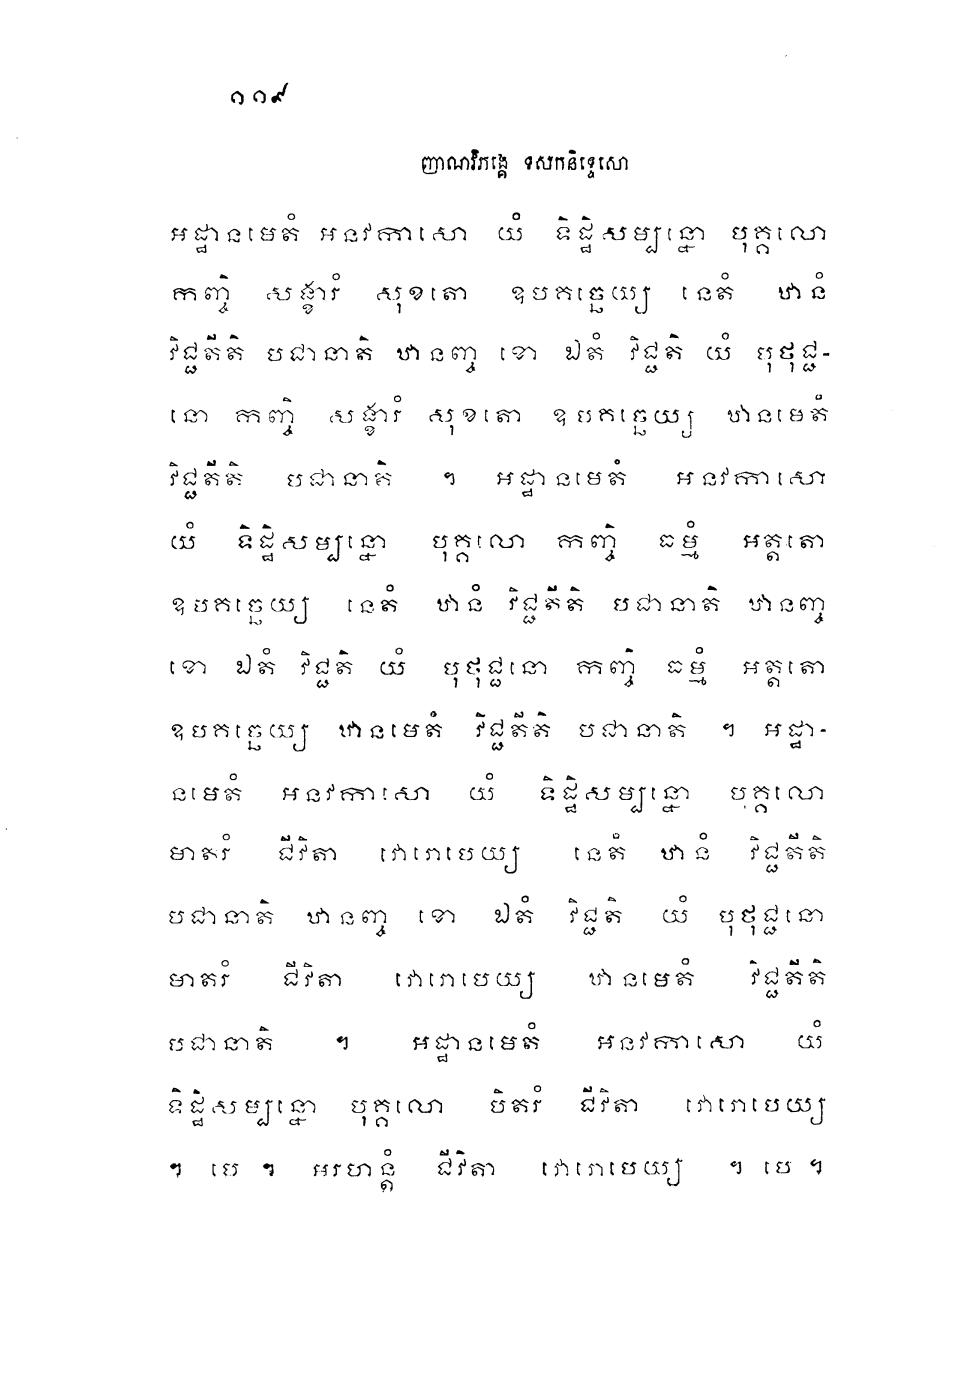 ១១៩
ញាណវិភង្គេ ទសកនិទ្ទេសោ
អដ្ឋានមេតំ អនវកាសោ យំ ទិដ្ឋិសម្បន្នោ បុគ្គលោ
កញ្ចិ សង្ខារំ សុខតោ ឧបគច្ឆេយ្យ នេតំ ឋានំ
វិជ្ជតីតិ បជានាតិ ឋានញ្ច ខោ ឯតំ វិជ្ជតិ យំ បុថុជ្ជ-
នោ កញ្ចិ សង្ខារំ សុខតោ ឧបគច្ឆេយ្យ ឋានមេតំ
វិជ្ជតីតិ បជានាតិ ។ អដ្ឋានមេតំ អនវកាសោ
យំ ទិដ្ឋិសម្បន្នោ បុគ្គលោ កញ្ចិ ធម្មំ អត្តតោ
ឧបគច្ឆេយ្យ នេតំ ឋានំ វិជ្ជតីតិ បជានាតិ ឋានញ្ច
ខោ ឯតំ វិជ្ជតិ យំ បុថុជ្ជនោ កញ្ចិ ធម្មំ អត្តតោ
ឧបគច្ឆេយ្យ ឋានមេតំ វិជ្ជតីតិ បជានាតិ ។ អដ្ឋា-
នមេតំ អនវកាសោ យំ ទិដ្ឋិសម្បន្នោ បុគ្គលោ
មាតរំ ជីវិតា វោរោបេយ្យ នេតំ ឋានំ វិជ្ជតីតិ
បជានាតិ ឋានញ្ច ខោ ឯតំ វិជ្ជតិ យំ បុថុជ្ជនោ
មាតរំ ជីវិតា វោរោបេយ្យ ឋានមេតំ វិជ្ជតីតិ
បជានាតិ ។ អដ្ឋានមេតំ អនវកាសោ យំ
ទិដ្ឋិសម្បន្នោ បុគ្គលោ បិតរំ ជីវិតា វោរោបេយ្យ
។ បេ ។ អរហន្តំ ជីវិតា វោរោបេយ្យ ។ បេ ។